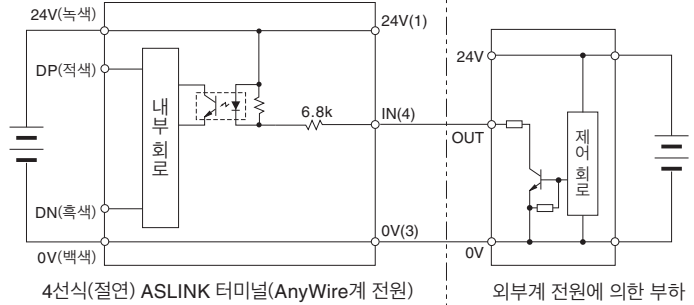 24V(녹색)
24V(1)
DP(적색)
내부회로
6.8k
IN(4)
DN(흑색)
0V(3)
0V(백색)
4선식(절연) ASLINK 터미널(AnyWire계 전원)
24V
OUT
제어회로
0V
외부계 전원에 의한 부하